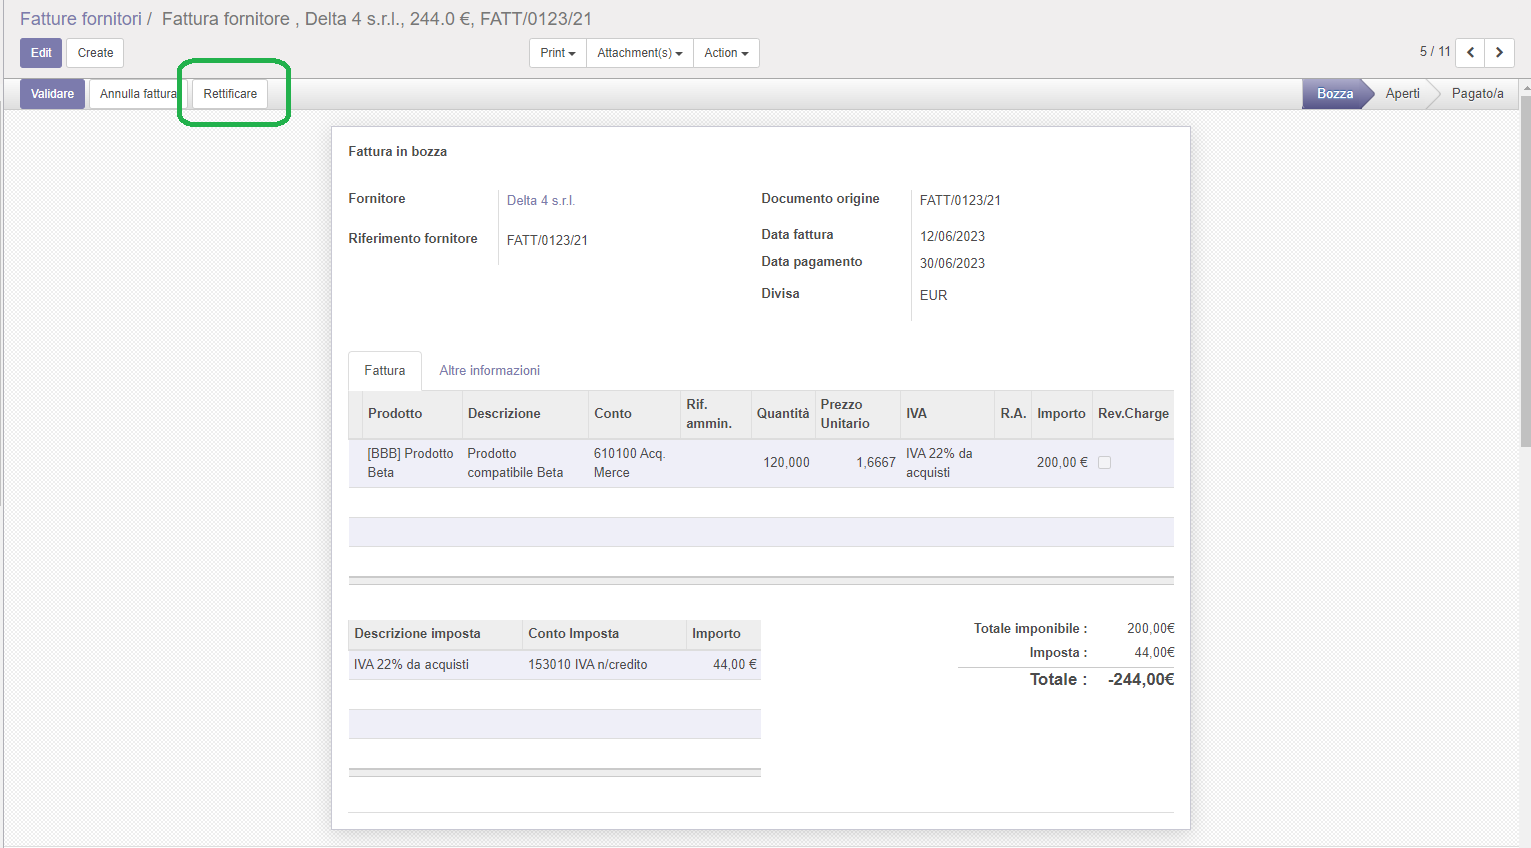 Fatture fornitori / Fattura fornitore , Delta 4 s.r.l., 244.0 €, FATT/0123/21
Edit Create Print Attachment(s) Action 5 / 11
Validare Annulla fattura Rettificare Bozza Aperti Pagato/a
Fattura in bozza
Fornitore Delta 4 s.r.l. Documento origine FATT/0123/21
Riferimento fornitore FATT/0123/21 Data fattura 12/06/2023
Data pagamento 30/06/2023
Divisa EUR
Fattura Altre informazioni
Prodotto Descrizione Conto Rif. ammin. Quantità Prezzo Unitario IVA R.A. Importo Rev.Charge
[BBB] Prodotto Beta Prodotto compatibile Beta 610100 Acq. Merce 120,000 1,6667 IVA 22% da acquisti 200,00 €
Descrizione imposta Conto Imposta Importo
IVA 22% da acquisti 153010 IVA n/credito 44,00 €
Totale imponibile : 200,00€
Imposta : 44,00€
Totale : -244,00€